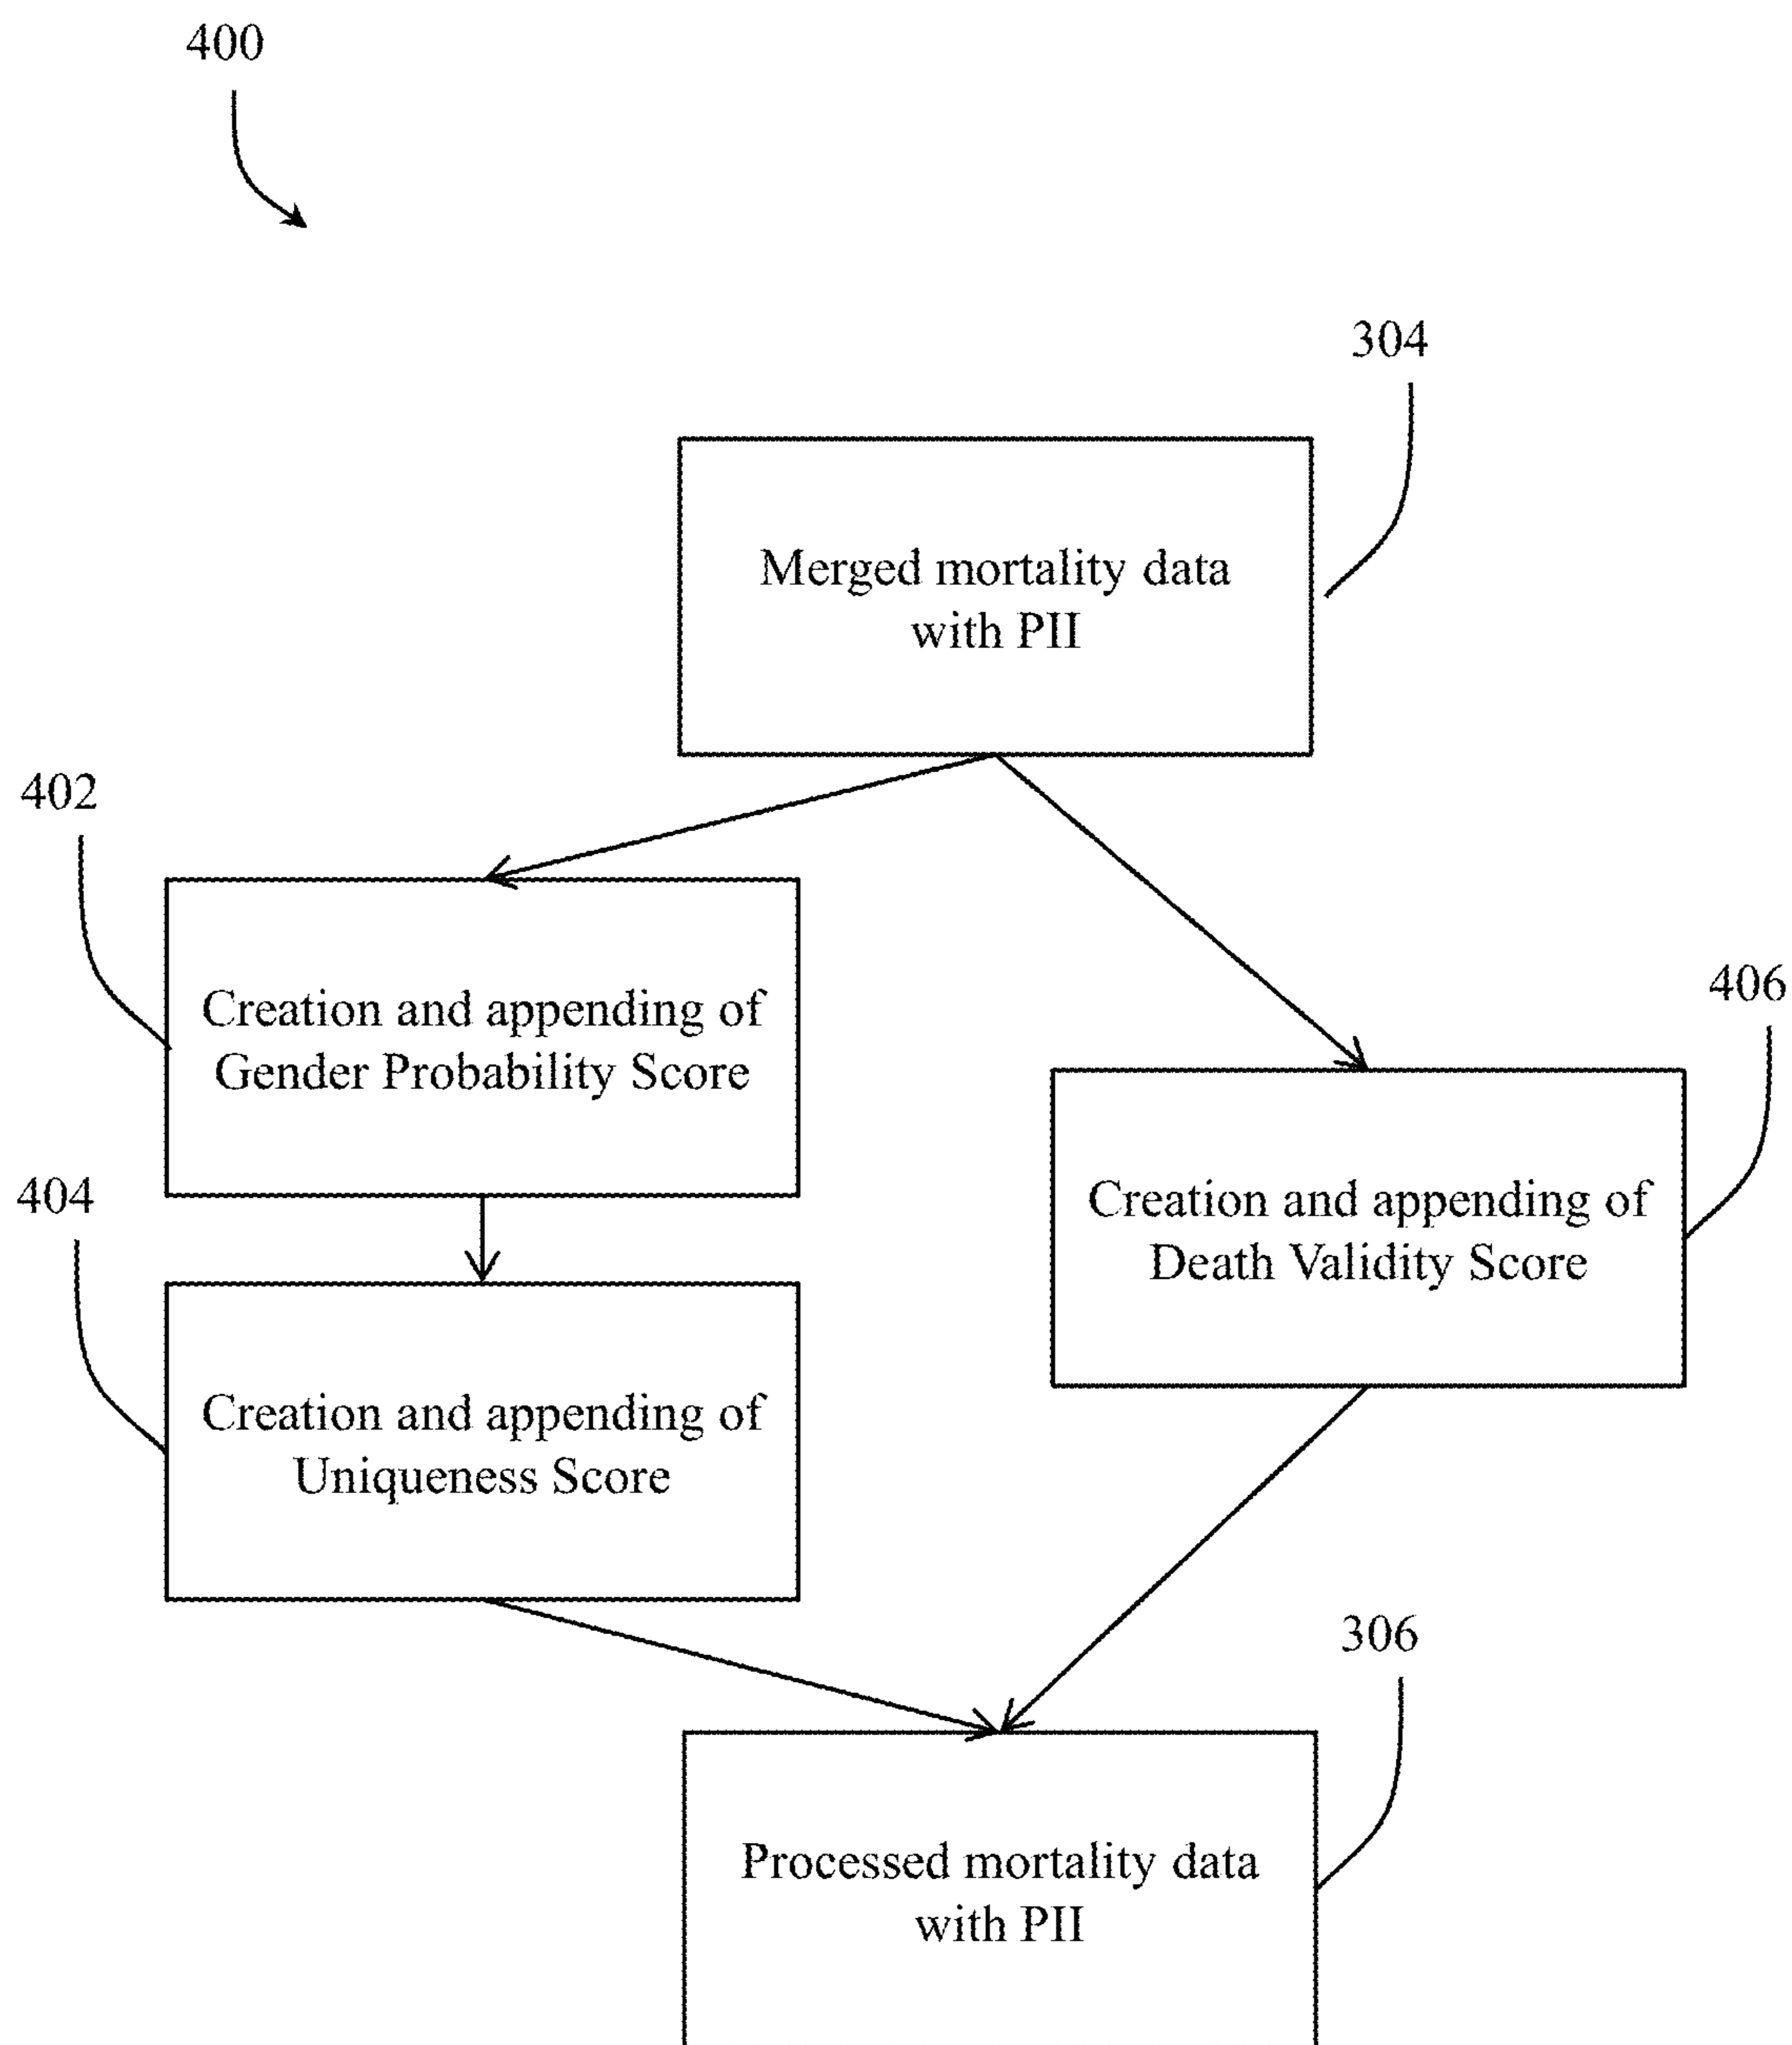 400
304
Merged mortality data
with PII
402
Creation and appending of
Gender Probability Score
406
Creation and appending of
Death Validity Score
404
Creation and appending of
Uniqueness Score
306
Processed mortality data
with PII